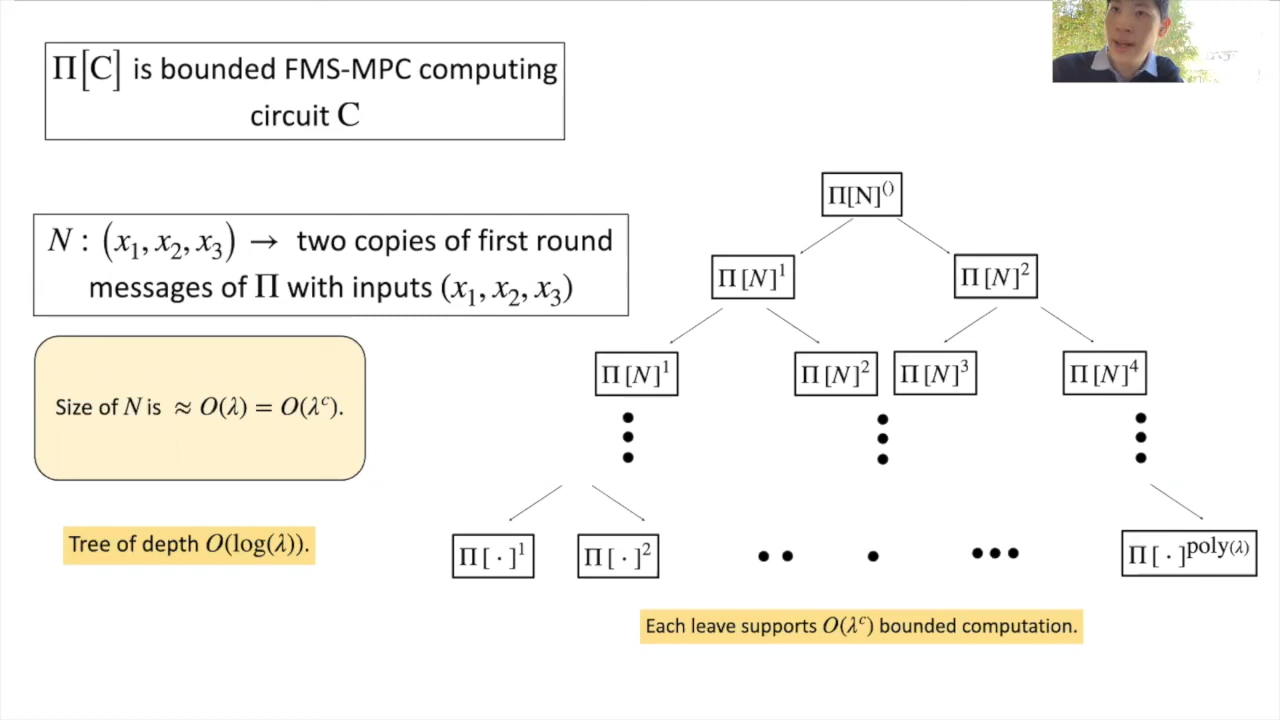 Π[C] is bounded FMS-MPC computing
circuit C
N : (x₁, x₂, x₃) → two copies of first round
messages of Π with inputs (x₁, x₂, x₃)
Size of N is ≈ O(λ) = O(λᶜ).
Tree of depth O(log(λ)).
Π[N]⁽⁾
Π[N]¹ Π[N]²
Π[N]¹ Π[N]² Π[N]³ Π[N]⁴
Π[·]¹ Π[·]² Π[·]^poly(λ)
Each leave supports O(λᶜ) bounded computation.